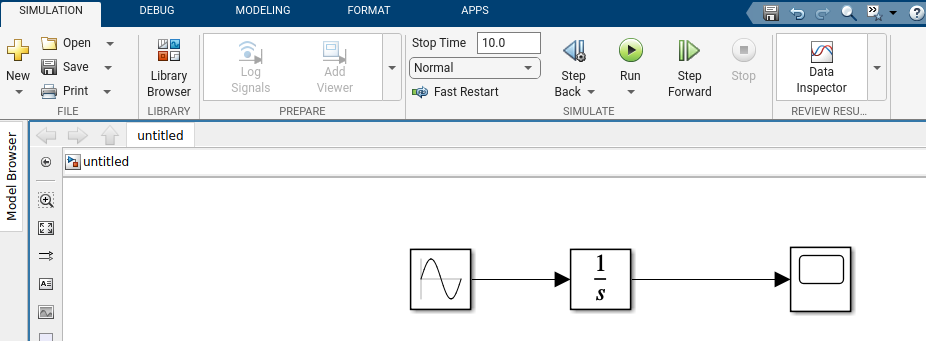 SIMULATION DEBUG MODELING FORMAT APPS
New
Open
Save
Print
FILE
Library
Browser
LIBRARY
Log
Signals
Add
Viewer
PREPARE
Stop Time 10.0
Normal
Fast Restart
Step
Back
Run
Step
Forward
Stop
SIMULATE
Data
Inspector
REVIEW RESU...
Model Browser
untitled
untitled
1
s